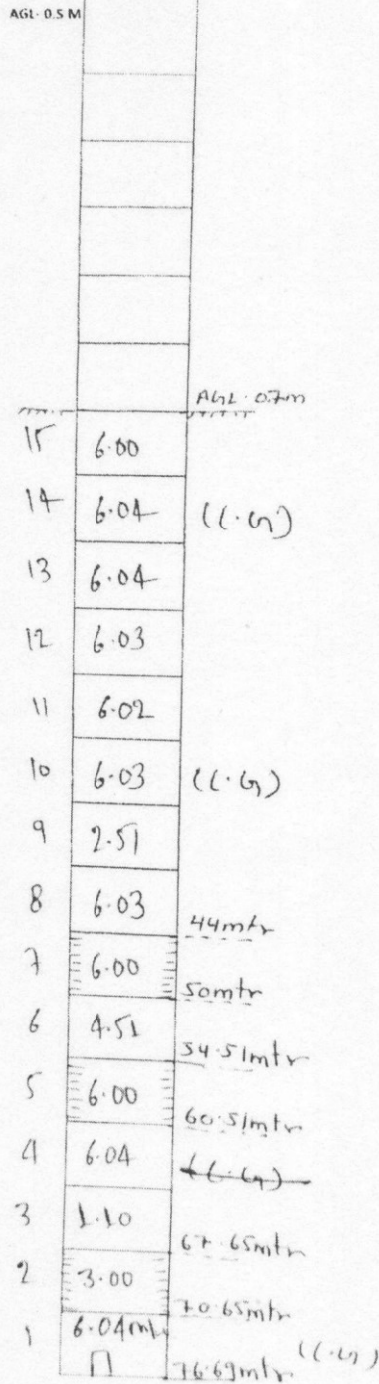 AGL- 0.5 M
AGL. 0.7m
15 6.00
14 6.04 (C.G)
13 6.04
12 6.03
11 6.02
10 6.03 (C.G)
9 2.51
8 6.03
44mtr
7 6.00
50mtr
6 4.51
54.51mtr
5 6.00
60.51mtr
4 6.04 (C.G)
3 1.10
67.65mtr
2 3.00
70.65mtr
1 6.04mtr
76.69mtr (C.G)